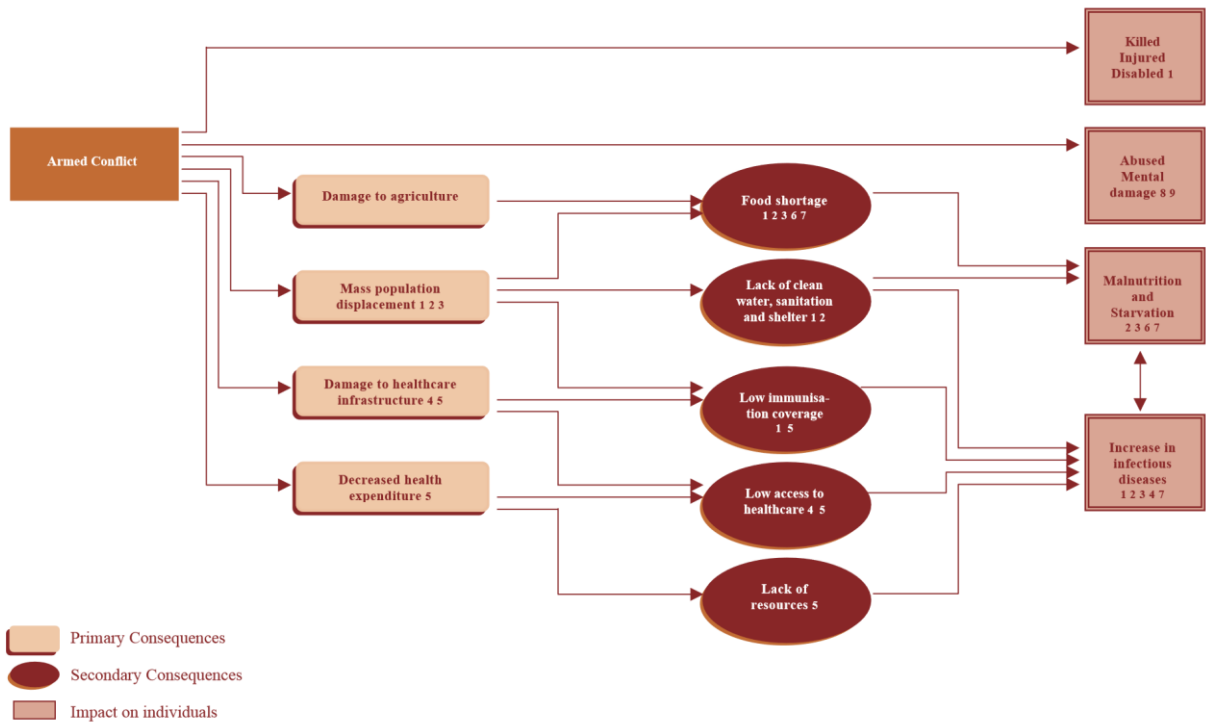 Killed
Injured
Disabled 1
Armed Conflict
Abused
Mental
damage 8 9
Damage to agriculture
Food shortage
1 2 3 6 7
Mass population
displacement 1 2 3
Lack of clean
water, sanitation
and shelter 1 2
Malnutrition
and
Starvation
2 3 6 7
Damage to healthcare
infrastructure 4 5
Low immunisa-
tion coverage
1 5
Increase in
infectious
diseases
1 2 3 4 7
Decreased health
expenditure 5
Low access to
healthcare 4 5
Lack of
resources 5
Primary Consequences
Secondary Consequences
Impact on individuals